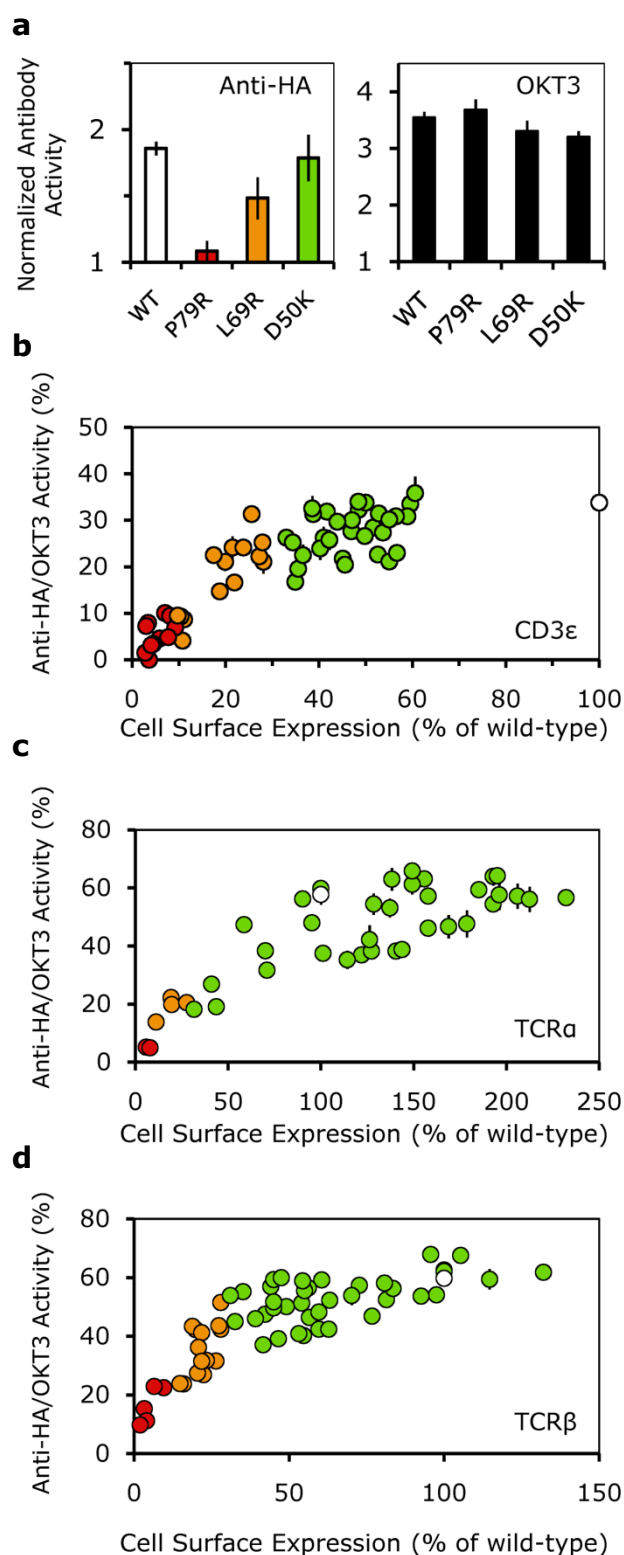 a
Normalized Antibody
Activity
Anti-HA
2
1
WT
P79R
L69R
D50K
OKT3
4
3
2
1
WT
P79R
L69R
D50K
b
Anti-HA/OKT3 Activity (%)
50
40
30
20
10
0
CD3ε
0 20 40 60 80 100
Cell Surface Expression (% of wild-type)
c
Anti-HA/OKT3 Activity (%)
80
60
40
20
0
TCRα
0 50 100 150 200 250
Cell Surface Expression (% of wild-type)
d
Anti-HA/OKT3 Activity (%)
80
60
40
20
0
TCRβ
0 50 100 150
Cell Surface Expression (% of wild-type)